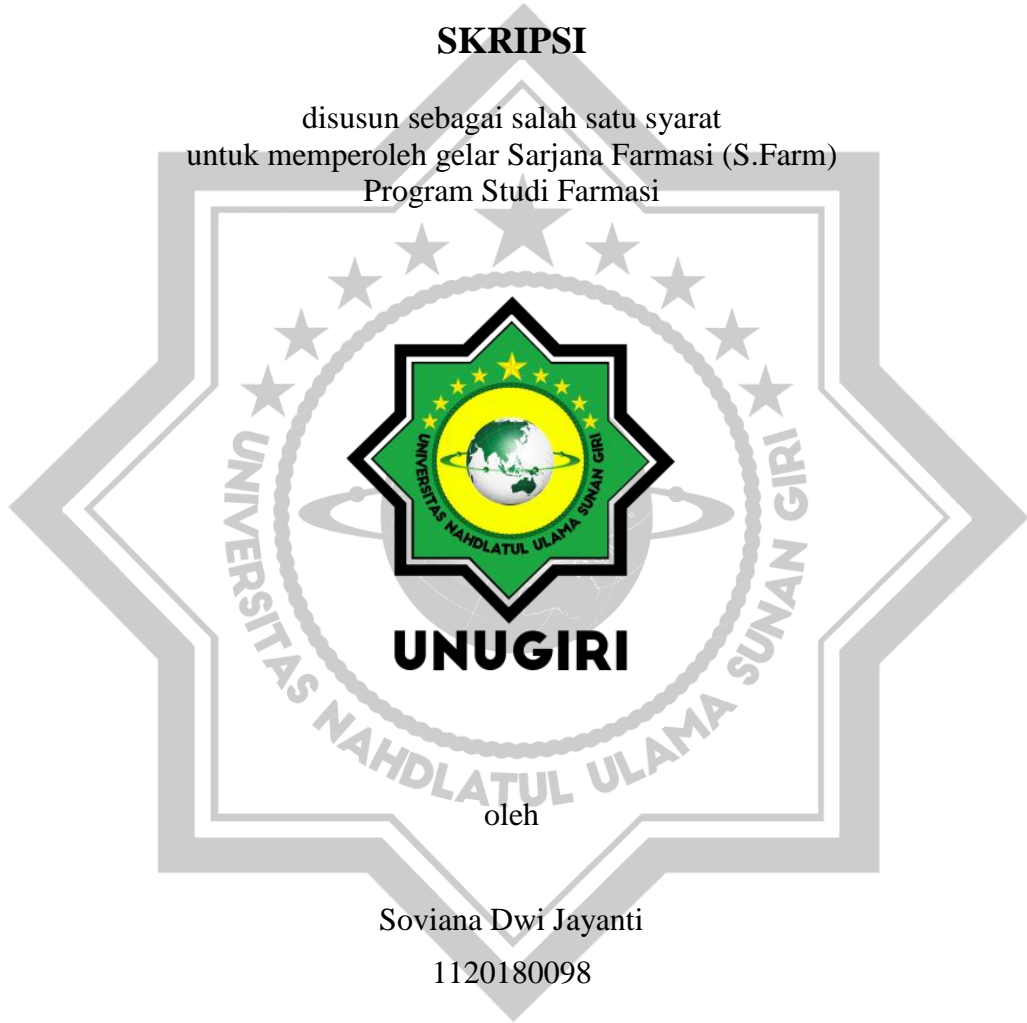 SKRIPSI
disusun sebagai salah satu syarat
untuk memperoleh gelar Sarjana Farmasi (S.Farm)
Program Studi Farmasi
UNIVERSITAS NAHDLATUL ULAMA SUNAN GIRI
UNIVERSITAS NAHDLATUL ULAMA SUNAN GIRI
UNUGIRI
oleh
Soviana Dwi Jayanti
1120180098